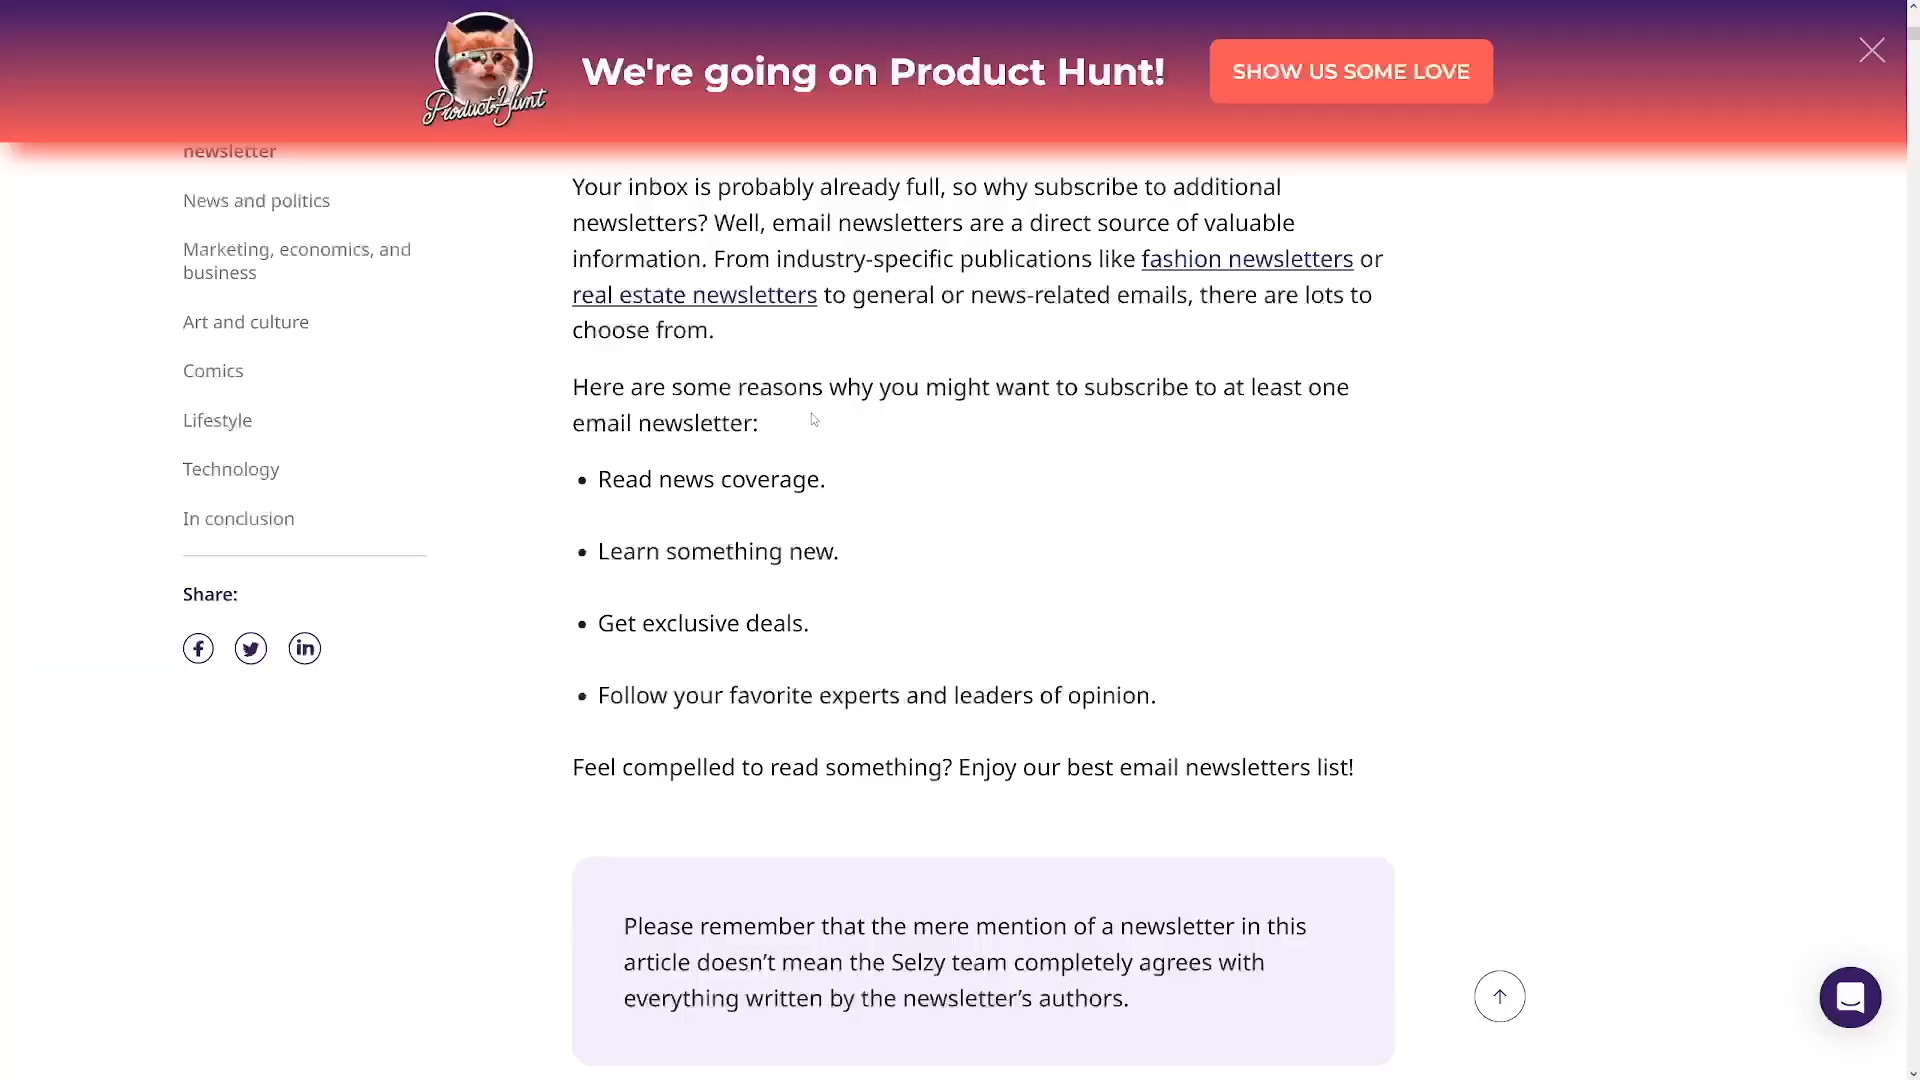 Product Hunt
We're going on Product Hunt!
SHOW US SOME LOVE
newsletter
News and politics
Marketing, economics, and
business
Art and culture
Comics
Lifestyle
Technology
In conclusion
Share:
Your inbox is probably already full, so why subscribe to additional
newsletters? Well, email newsletters are a direct source of valuable
information. From industry-specific publications like fashion newsletters or
real estate newsletters to general or news-related emails, there are lots to
choose from.
Here are some reasons why you might want to subscribe to at least one
email newsletter:
• Read news coverage.
• Learn something new.
• Get exclusive deals.
• Follow your favorite experts and leaders of opinion.
Feel compelled to read something? Enjoy our best email newsletters list!
Please remember that the mere mention of a newsletter in this
article doesn’t mean the Selzy team completely agrees with
everything written by the newsletter’s authors.